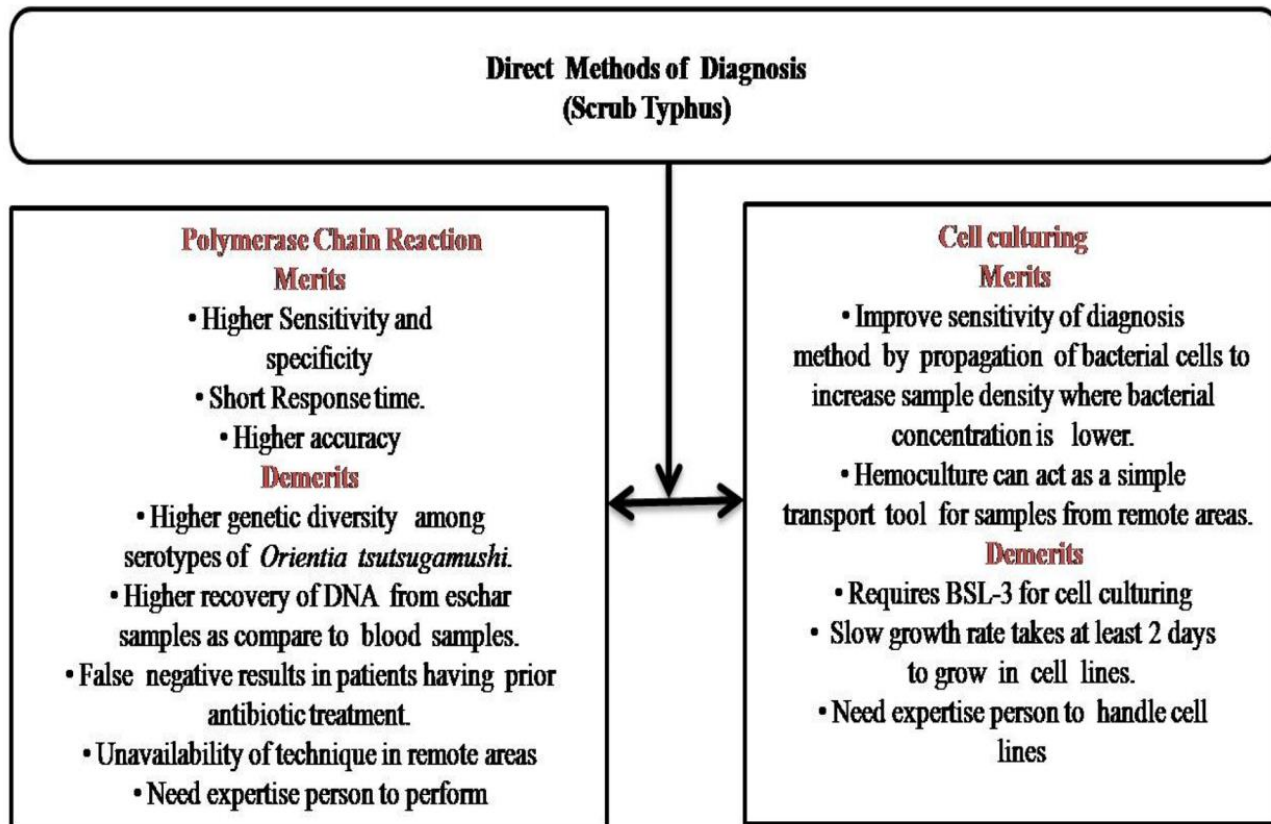 Direct Methods of Diagnosis
(Scrub Typhus)
Polymerase Chain Reaction
Merits
• Higher Sensitivity and
specificity
• Short Response time.
• Higher accuracy
Demerits
• Higher genetic diversity among
serotypes of Orientia tsutsugamushi.
• Higher recovery of DNA from eschar
samples as compare to blood samples.
• False negative results in patients having prior
antibiotic treatment.
• Unavailability of technique in remote areas
• Need expertise person to perform
Cell culturing
Merits
• Improve sensitivity of diagnosis
method by propagation of bacterial cells to
increase sample density where bacterial
concentration is lower.
• Hemoculture can act as a simple
transport tool for samples from remote areas.
Demerits
• Requires BSL-3 for cell culturing
• Slow growth rate takes at least 2 days
to grow in cell lines.
• Need expertise person to handle cell
lines